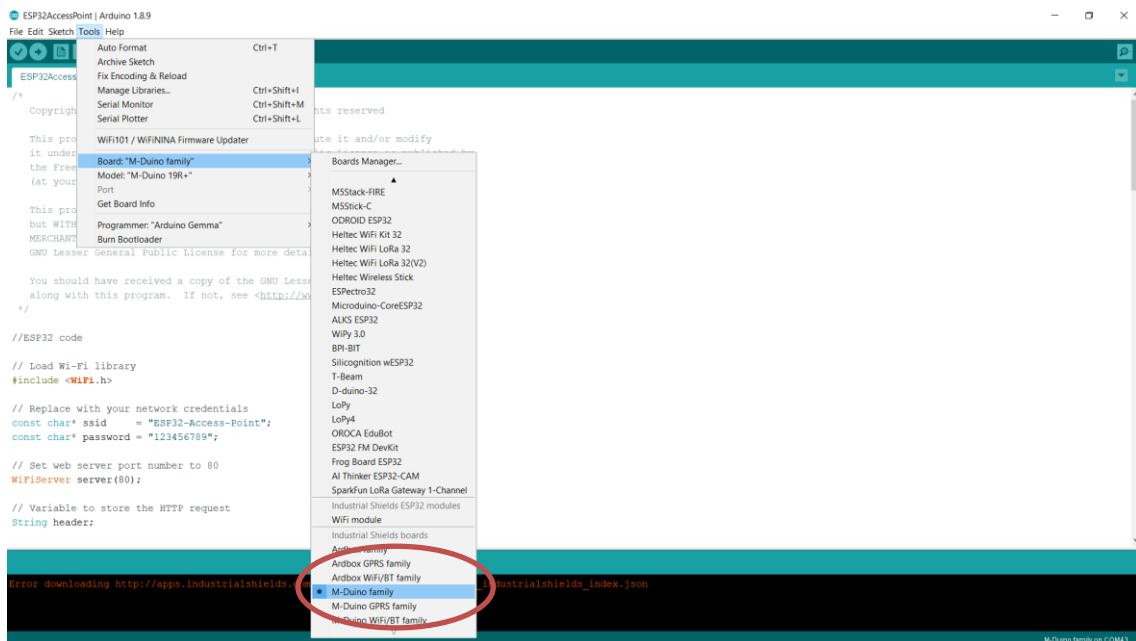 ESP32AccessPoint | Arduino 1.8.9
File Edit Sketch Tools Help
ESP32Access
Auto Format Ctrl+T
Archive Sketch
Fix Encoding & Reload
Manage Libraries... Ctrl+Shift+I
Serial Monitor Ctrl+Shift+M
Serial Plotter Ctrl+Shift+L
WiFi101 / WiFiNINA Firmware Updater
Board: "M-Duino family"
Model: "M-Duino 19R+"
Port
Get Board Info
Programmer: "Arduino Gemma"
Burn Bootloader
Boards Manager...
M5Stack-FIRE
M5Stack-C
ODROID ESP32
Heltec WiFi Kit 32
Heltec WiFi LoRa 32
Heltec WiFi LoRa 32(V2)
Heltec Wireless Stick
ESPectro32
Microduino-CoreESP32
ALKS ESP32
WiPy 3.0
BPI-BIT
Silicognition wESP32
T-Beam
D-duino-32
LoPy
LoPy4
OROCA EduBot
ESP32 FM DevKit
Frog Board ESP32
AI Thinker ESP32-CAM
SparkFun LoRa Gateway 1-Channel
Industrial Shields ESP32 modules
WiFi module
Industrial Shields boards
Ardbox family
Ardbox GPRS family
Ardbox WiFi/BT family
M-Duino family
M-Duino GPRS family
M-Duino WiFi/BT family
/*
Copyrigh hts reserved
This pro ute it and/or modify
it under
the Free
(at your
This pro
but WITH
MERCHANT
GNU Lesser General Public License for more deta
You should have received a copy of the GNU Lesse
along with this program. If not, see <http://w
*/
//ESP32 code
// Load Wi-Fi library
#include <WiFi.h>
// Replace with your network credentials
const char* ssid = "ESP32-Access-Point";
const char* password = "123456789";
// Set web server port number to 80
WiFiServer server(80);
// Variable to store the HTTP request
String header;
Error downloading http://apps.industrialshields.com industrialshields_index.json
M-Duino family on COM43